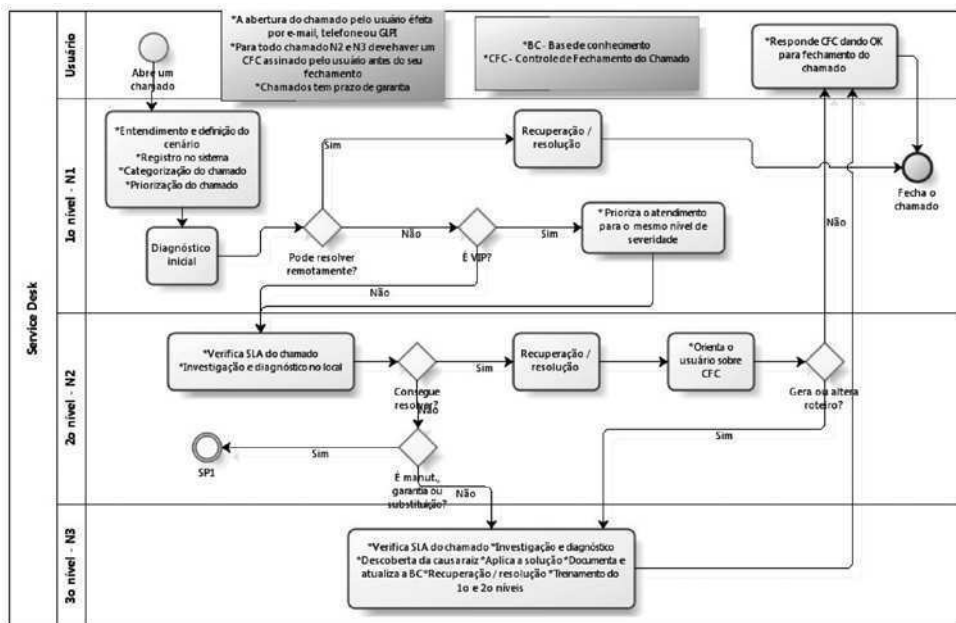 Service Desk
Usuário
Abre um
chamado
*A abertura do chamado pelo usuário é feita
por e-mail, telefone ou GLPI
*Para todo chamado N2 e N3 deve haver um
CFC assinado pelo usuário antes do seu
fechamento
*Chamados tem prazo de garantia
*BC - Base de conhecimento
*CFC - Controle de Fechamento do Chamado
*Responde CFC dando OK
para fechamento do
chamado
1o nível - N1
*Entendimento e definição do
cenário
*Registro no sistema
*Categorização do chamado
*Priorização do chamado
Diagnóstico
inicial
Pode resolver
remotamente?
Sim
Recuperação /
resolução
Fecha o
chamado
Não
É VIP?
Sim
* Prioriza o atendimento
para o mesmo nível de
severidade
Não
Não
2o nível - N2
*Verifica SLA do chamado
*Investigação e diagnóstico no local
Consegue
resolver?
Sim
Recuperação /
resolução
*Orienta o
usuário sobre
CFC
Gera ou altera
roteiro?
Não
Sim
Sim
SP1
É manut.,
garantia ou
substituição?
Não
3o nível - N3
*Verifica SLA do chamado *Investigação e diagnóstico
*Descoberta da causa raiz *Aplica a solução *Documenta e
atualiza a BC *Recuperação / resolução *Treinamento do
1o e 2o níveis